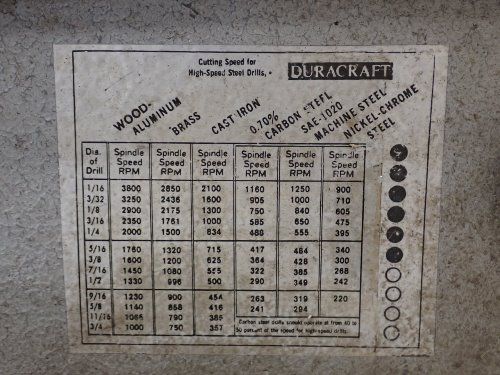 Cutting Speed for
High-Speed Steel Drills,
DURACRAFT
WOOD-
ALUMINUM
BRASS
CAST IRON
0.70%
CARBON STEEL
SAE-1020
MACHINE STEEL
NICKEL-CHROME
STEEL
Dia. of Drill Spindle Speed RPM Spindle Speed RPM Spindle Speed RPM Spindle Speed RPM Spindle Speed RPM Spindle Speed RPM
1/16 3800 2850 2100 1160 1250 900
3/32 3250 2436 1600 905 1000 710
1/8 2900 2175 1300 750 840 605
3/16 2350 1761 1000 585 650 475
1/4 2000 1500 834 480 555 395
5/16 1760 1320 715 417 484 340
3/8 1600 1200 625 364 428 300
7/16 1450 1080 555 322 385 268
1/2 1330 996 500 290 349 242
9/16 1230 900 454 263 319 220
5/8 1140 858 416 241 294
11/16 1065 790 385
3/4 1000 750 357
Carbon steel drills should operate at from 40 to
50 percent of the speed for high-speed drills.